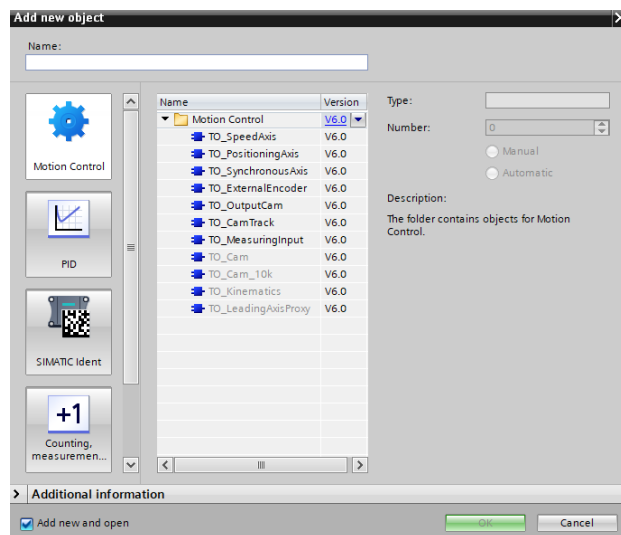 Add new object
Name:
Motion Control
PID
SIMATIC Ident
+1
Counting,
measuremen...
Name Version
Motion Control V6.0
TO_SpeedAxis V6.0
TO_PositioningAxis V6.0
TO_SynchronousAxis V6.0
TO_ExternalEncoder V6.0
TO_OutputCam V6.0
TO_CamTrack V6.0
TO_MeasuringInput V6.0
TO_Cam V6.0
TO_Cam_10k V6.0
TO_Kinematics V6.0
TO_LeadingAxisProxy V6.0
Type:
Number: 0
Manual
Automatic
Description:
The folder contains objects for Motion
Control.
Additional information
Add new and open OK Cancel